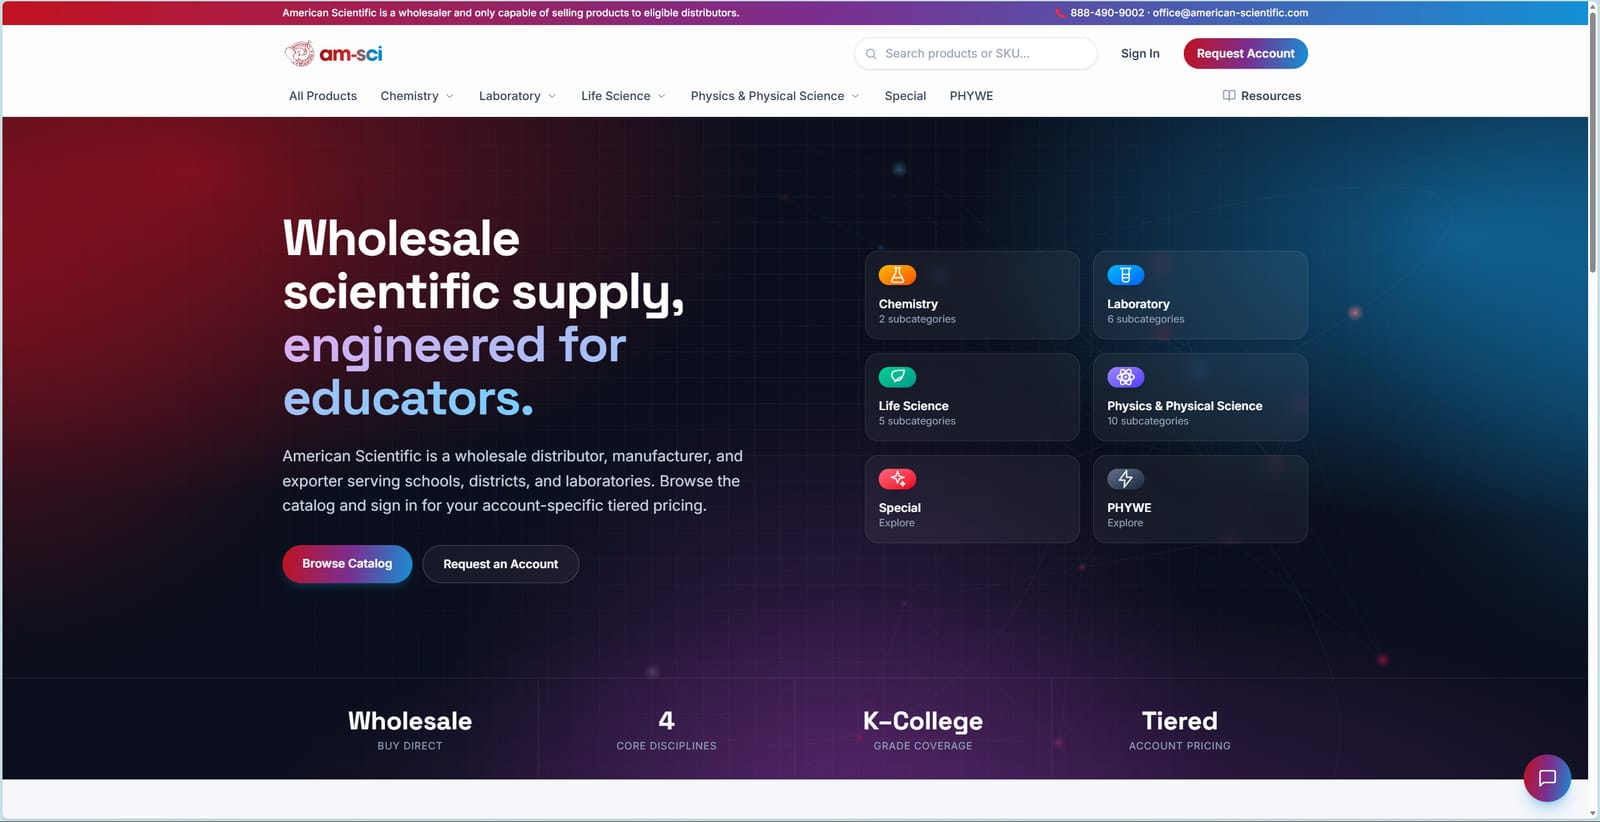 American Scientific is a wholesaler and only capable of selling products to eligible distributors.
888-490-9002 · office@american-scientific.com
am-sci
Search products or SKU...
Sign In
Request Account
All Products
Chemistry
Laboratory
Life Science
Physics & Physical Science
Special
PHYWE
Resources
Wholesale
scientific supply,
engineered for
educators.
American Scientific is a wholesale distributor, manufacturer, and
exporter serving schools, districts, and laboratories. Browse the
catalog and sign in for your account-specific tiered pricing.
Browse Catalog
Request an Account
Chemistry
2 subcategories
Laboratory
6 subcategories
Life Science
5 subcategories
Physics & Physical Science
10 subcategories
Special
Explore
PHYWE
Explore
Wholesale
BUY DIRECT
4
CORE DISCIPLINES
K–College
GRADE COVERAGE
Tiered
ACCOUNT PRICING